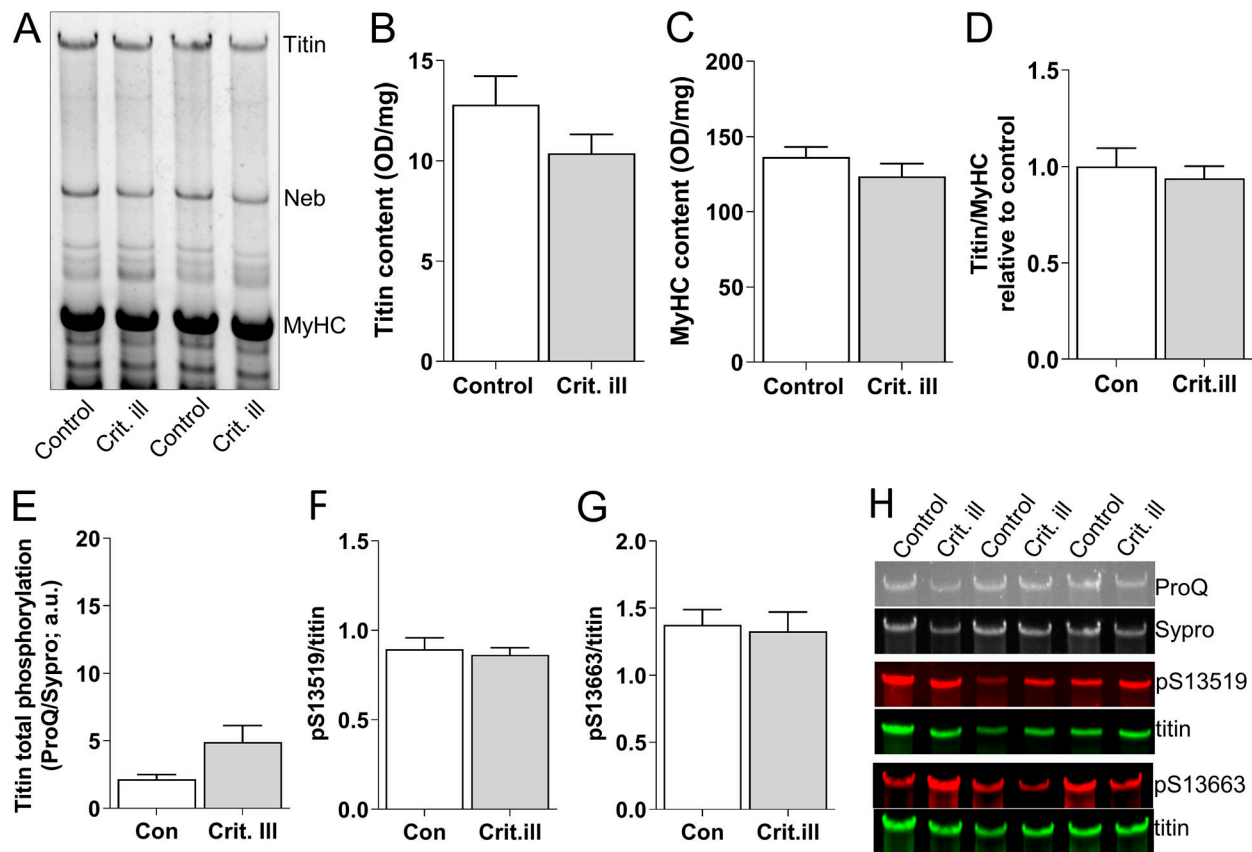 A
Titin
Neb
MyHC
Control
Crit. ill
Control
Crit. ill
B
Titin content (OD/mg)
15
10
5
0
Control
Crit. ill
C
MyHC content (OD/mg)
200
150
100
50
0
Control
Crit. ill
D
Titin/MyHC
relative to control
1.5
1.0
0.5
0.0
Con
Crit.ill
E
Titin total phosphorylation
(ProQ/Sypro; a.u.)
20
15
10
5
0
Con
Crit. Ill
F
pS13519/titin
1.5
1.0
0.5
0.0
Con
Crit.ill
G
pS13663/titin
2.0
1.5
1.0
0.5
0.0
Con
Crit.ill
H
Control
Crit. ill
Control
Crit. ill
Control
Crit. ill
ProQ
Sypro
pS13519
titin
pS13663
titin